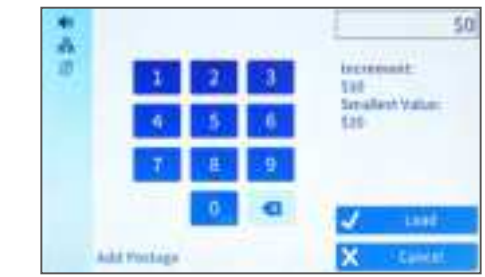 $0
1 2 3
4 5 6
7 8 9
0
Increment:
$10
Smallest Value:
$20
Load
Cancel
Add Postage